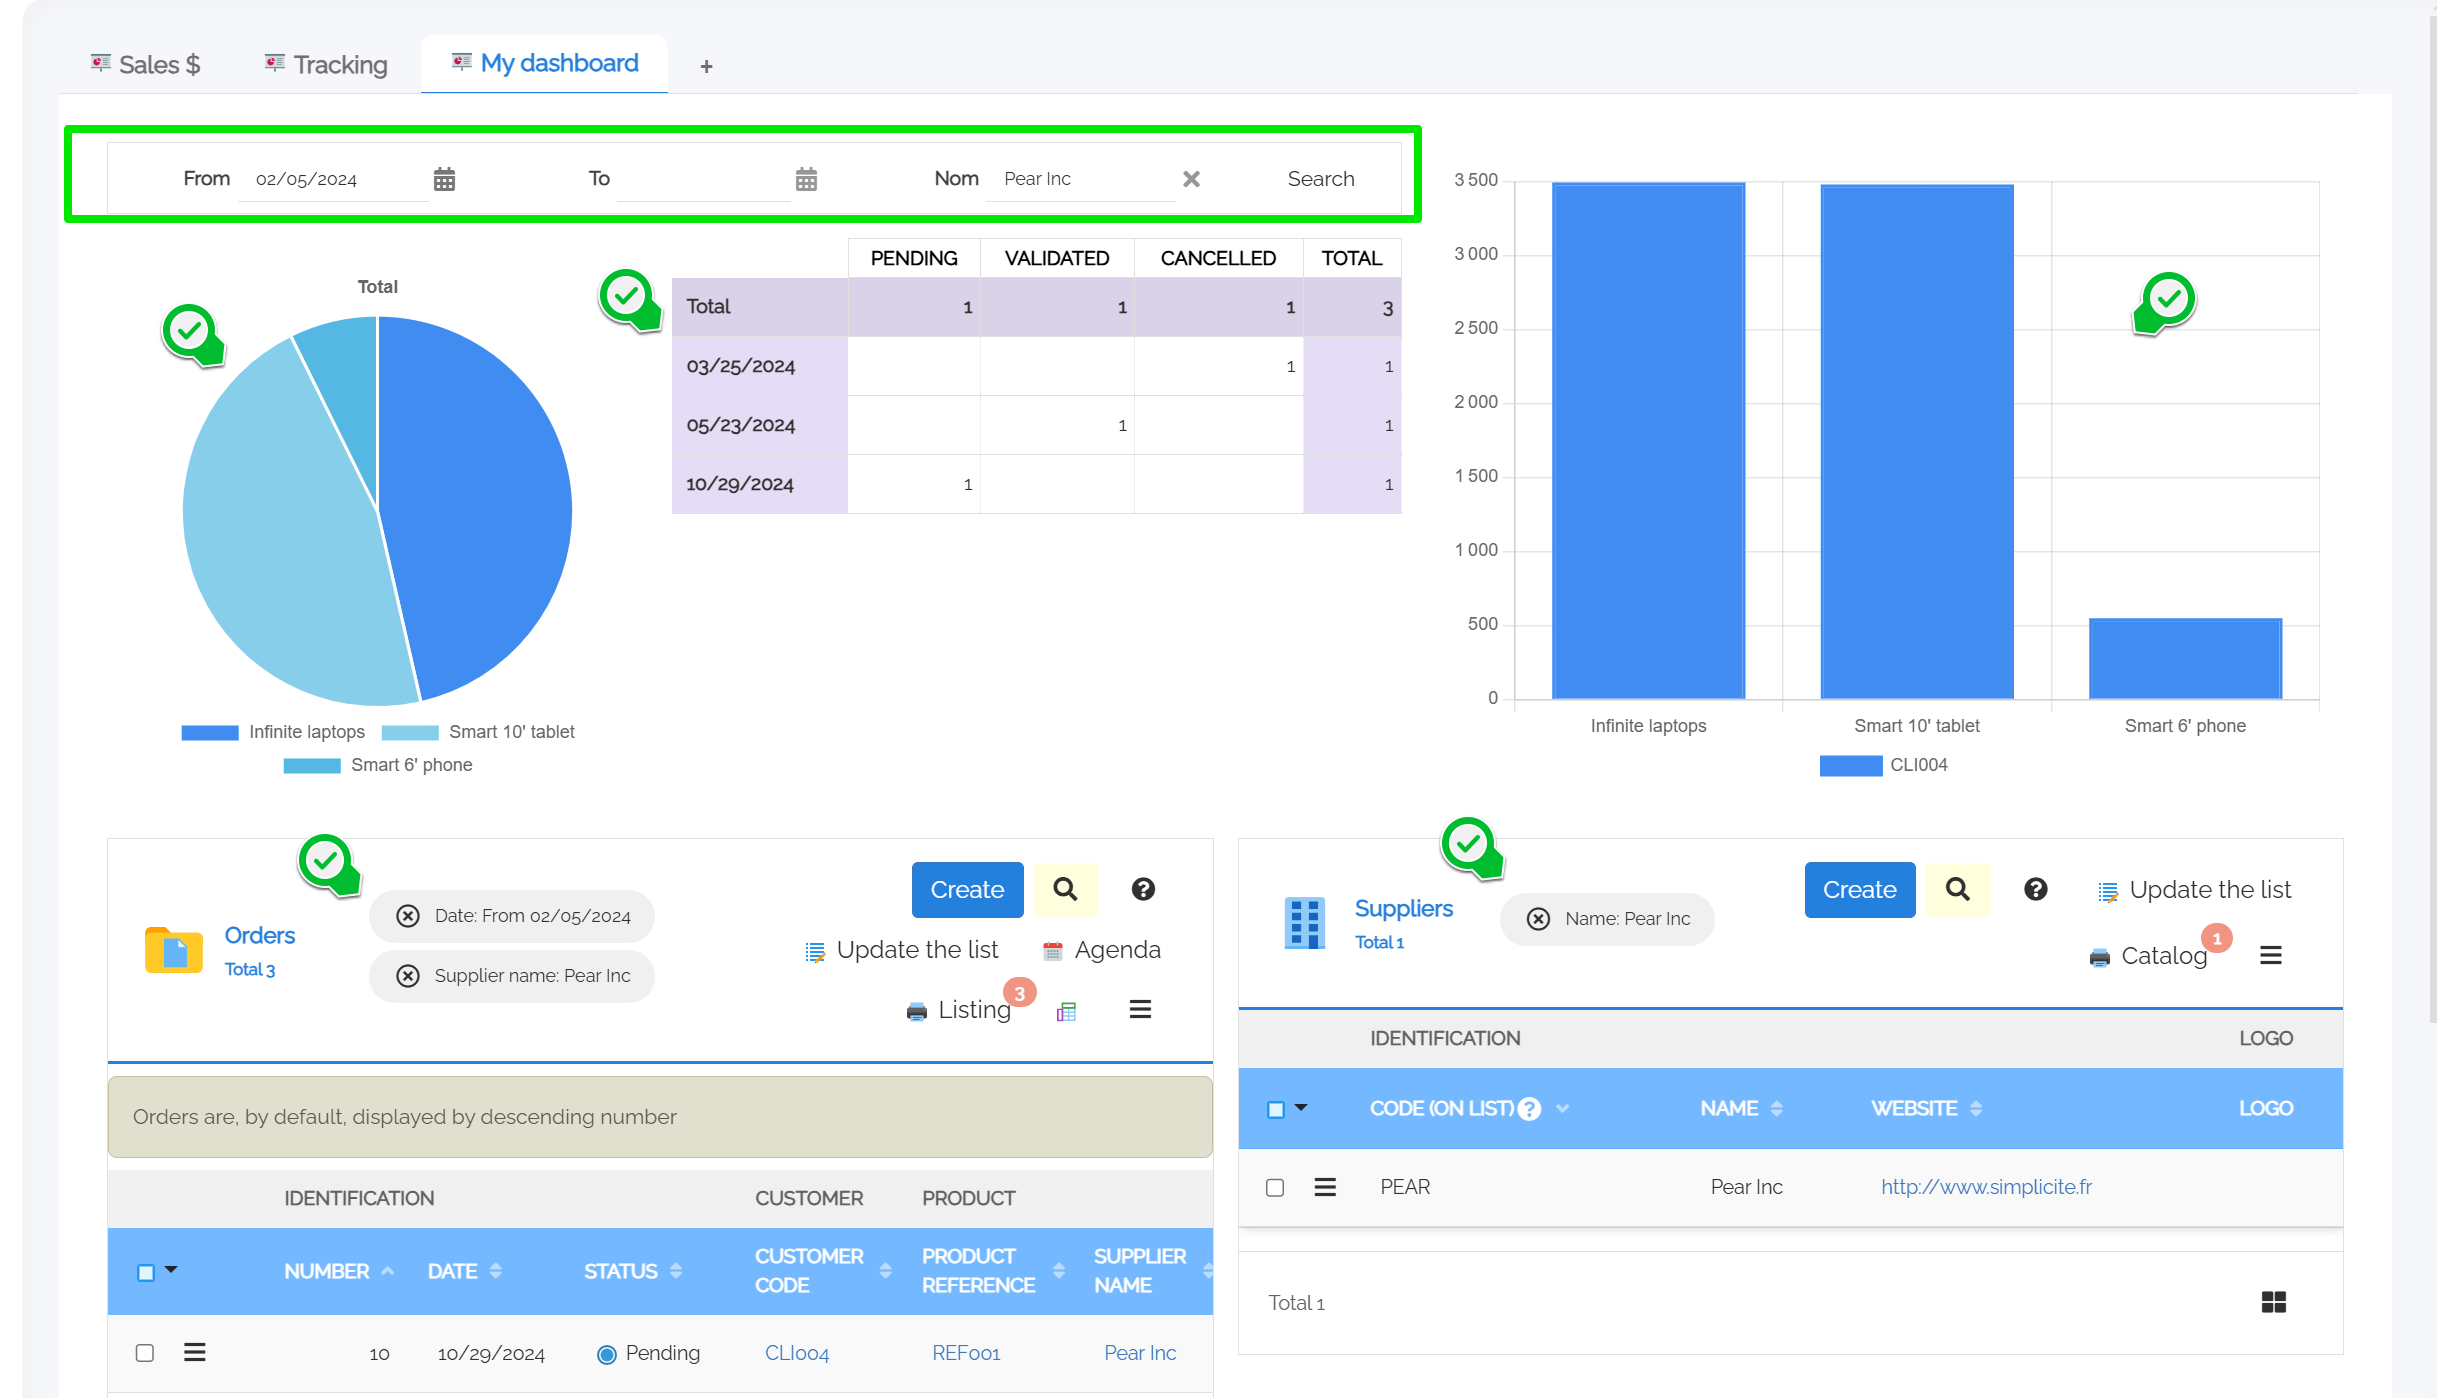 Sales $ Tracking My dashboard +
From 02/05/2024 To Nom Pear Inc Search
PENDING VALIDATED CANCELLED TOTAL
Total 1 1 1 3
03/25/2024 1 1
05/23/2024 1 1
10/29/2024 1 1
Total
Infinite laptops Smart 10' tablet
Smart 6' phone
3 500
3 000
2 500
2 000
1 500
1 000
500
0
Infinite laptops Smart 10' tablet Smart 6' phone
CLI004
Orders
Total 3
Date: From 02/05/2024
Supplier name: Pear Inc
Create ?
Update the list Agenda
Listing 3
Orders are, by default, displayed by descending number
IDENTIFICATION CUSTOMER PRODUCT
NUMBER DATE STATUS CUSTOMER CODE PRODUCT REFERENCE SUPPLIER NAME
10 10/29/2024 Pending CLI004 REF001 Pear Inc
Suppliers
Total 1
Name: Pear Inc
Create ? Update the list
Catalog 1
IDENTIFICATION LOGO
CODE (ON LIST) ? NAME WEBSITE LOGO
PEAR Pear Inc http://www.simplicite.fr
Total 1